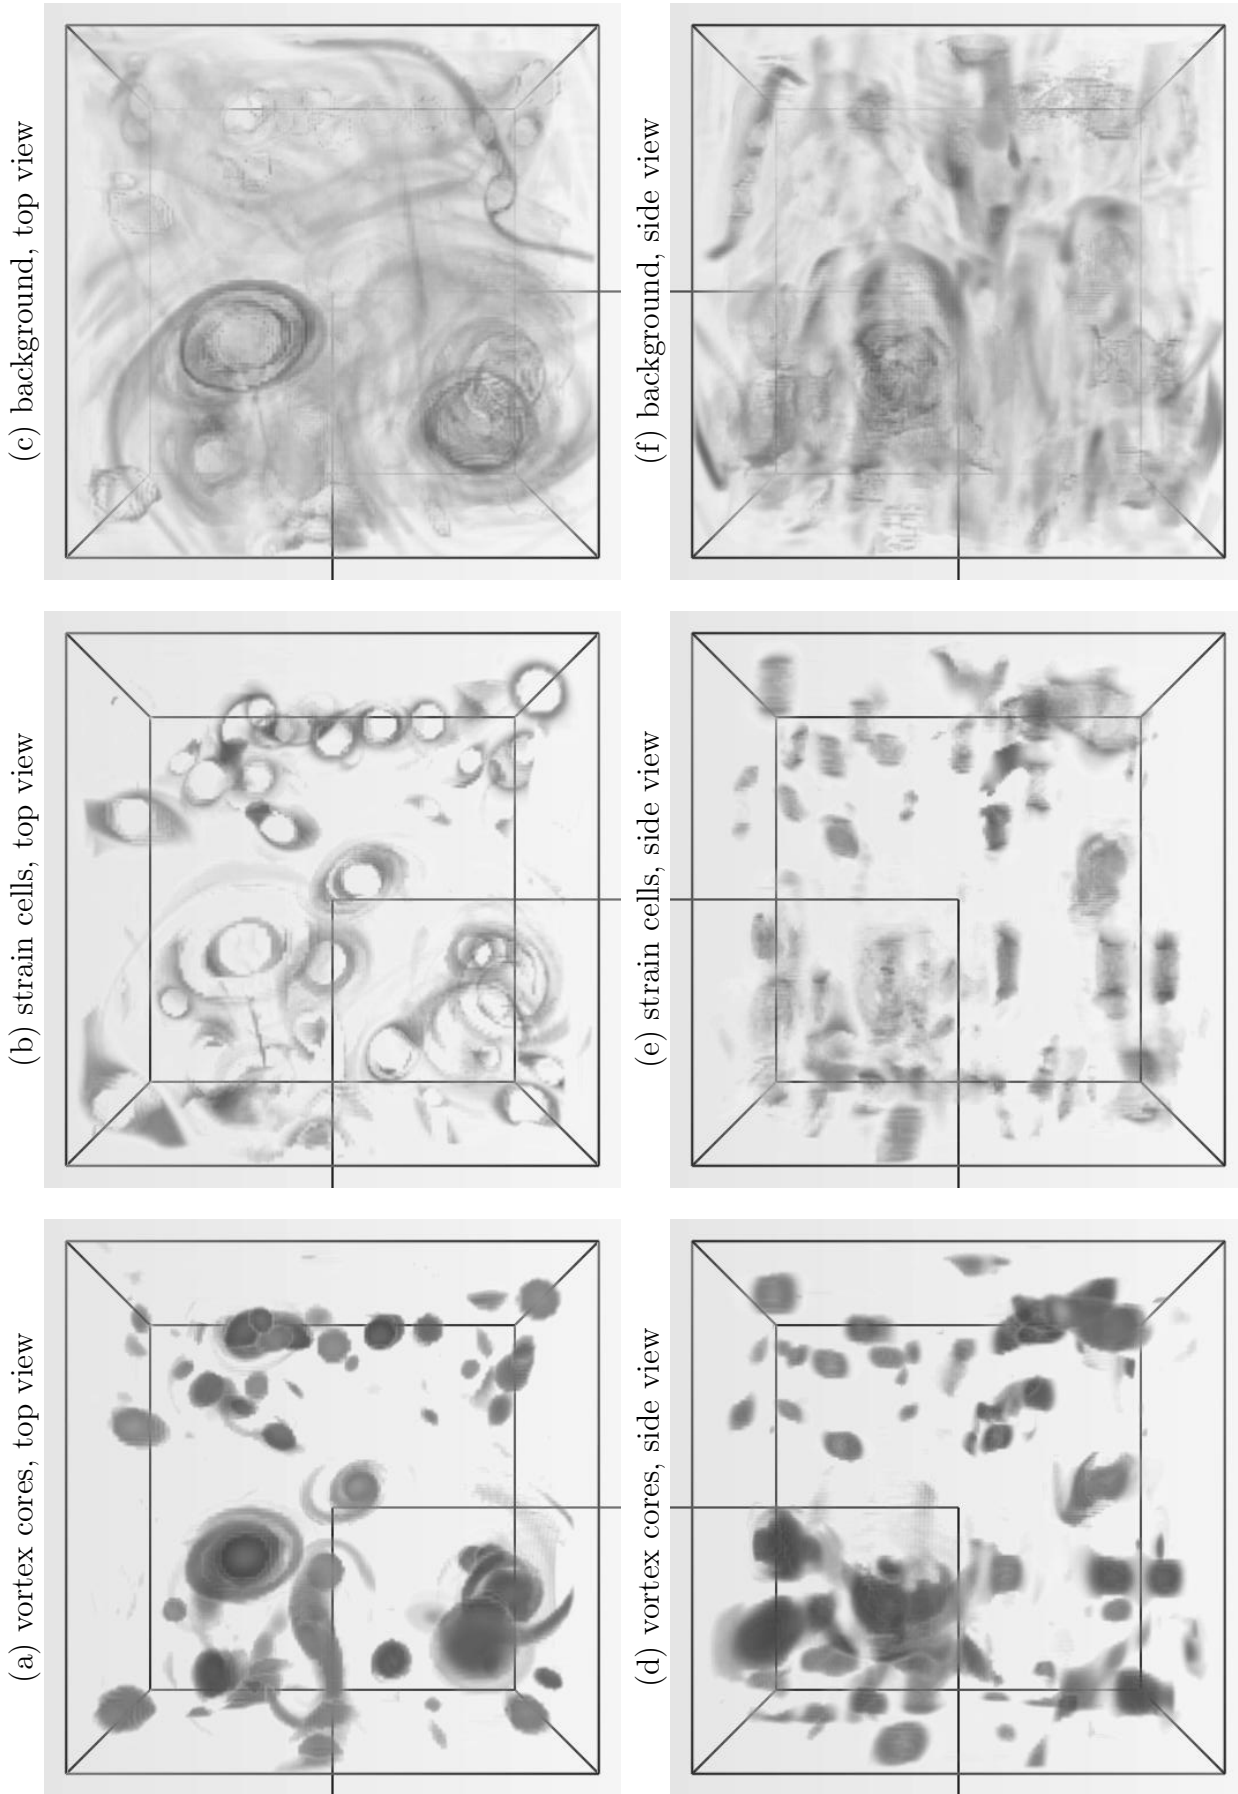 (a) vortex cores, top view
(b) strain cells, top view
(c) background, top view
(d) vortex cores, side view
(e) strain cells, side view
(f) background, side view